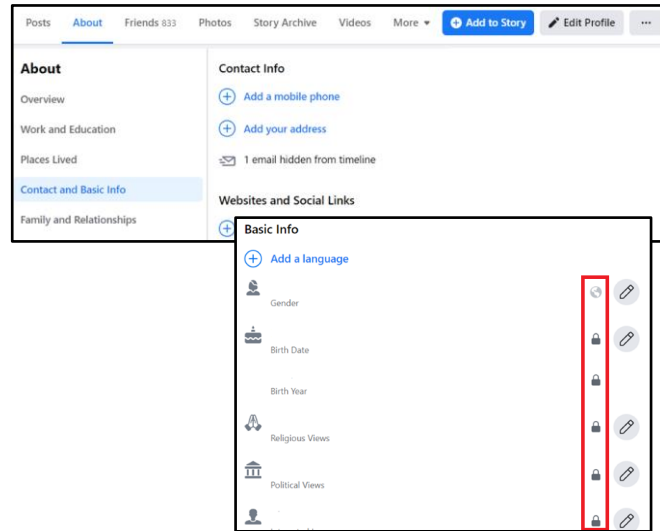 Posts About Friends 833 Photos Story Archive Videos More Add to Story Edit Profile ...
About
Overview
Work and Education
Places Lived
Contact and Basic Info
Family and Relationships
Contact Info
Add a mobile phone
Add your address
1 email hidden from timeline
Websites and Social Links
Basic Info
Add a language
Gender
Birth Date
Birth Year
Religious Views
Political Views